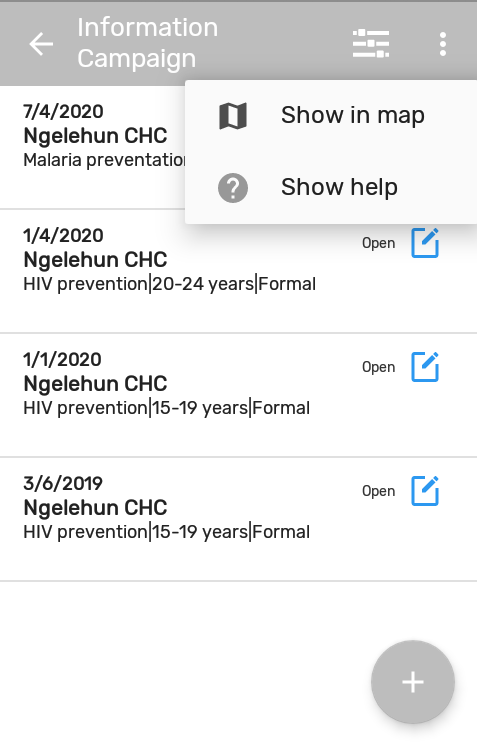 Information
Campaign
Show in map
Show help
7/4/2020
Ngelehun CHC
Malaria preventation
1/4/2020
Ngelehun CHC
HIV prevention|20-24 years|Formal
Open
1/1/2020
Ngelehun CHC
HIV prevention|15-19 years|Formal
Open
3/6/2019
Ngelehun CHC
HIV prevention|15-19 years|Formal
Open